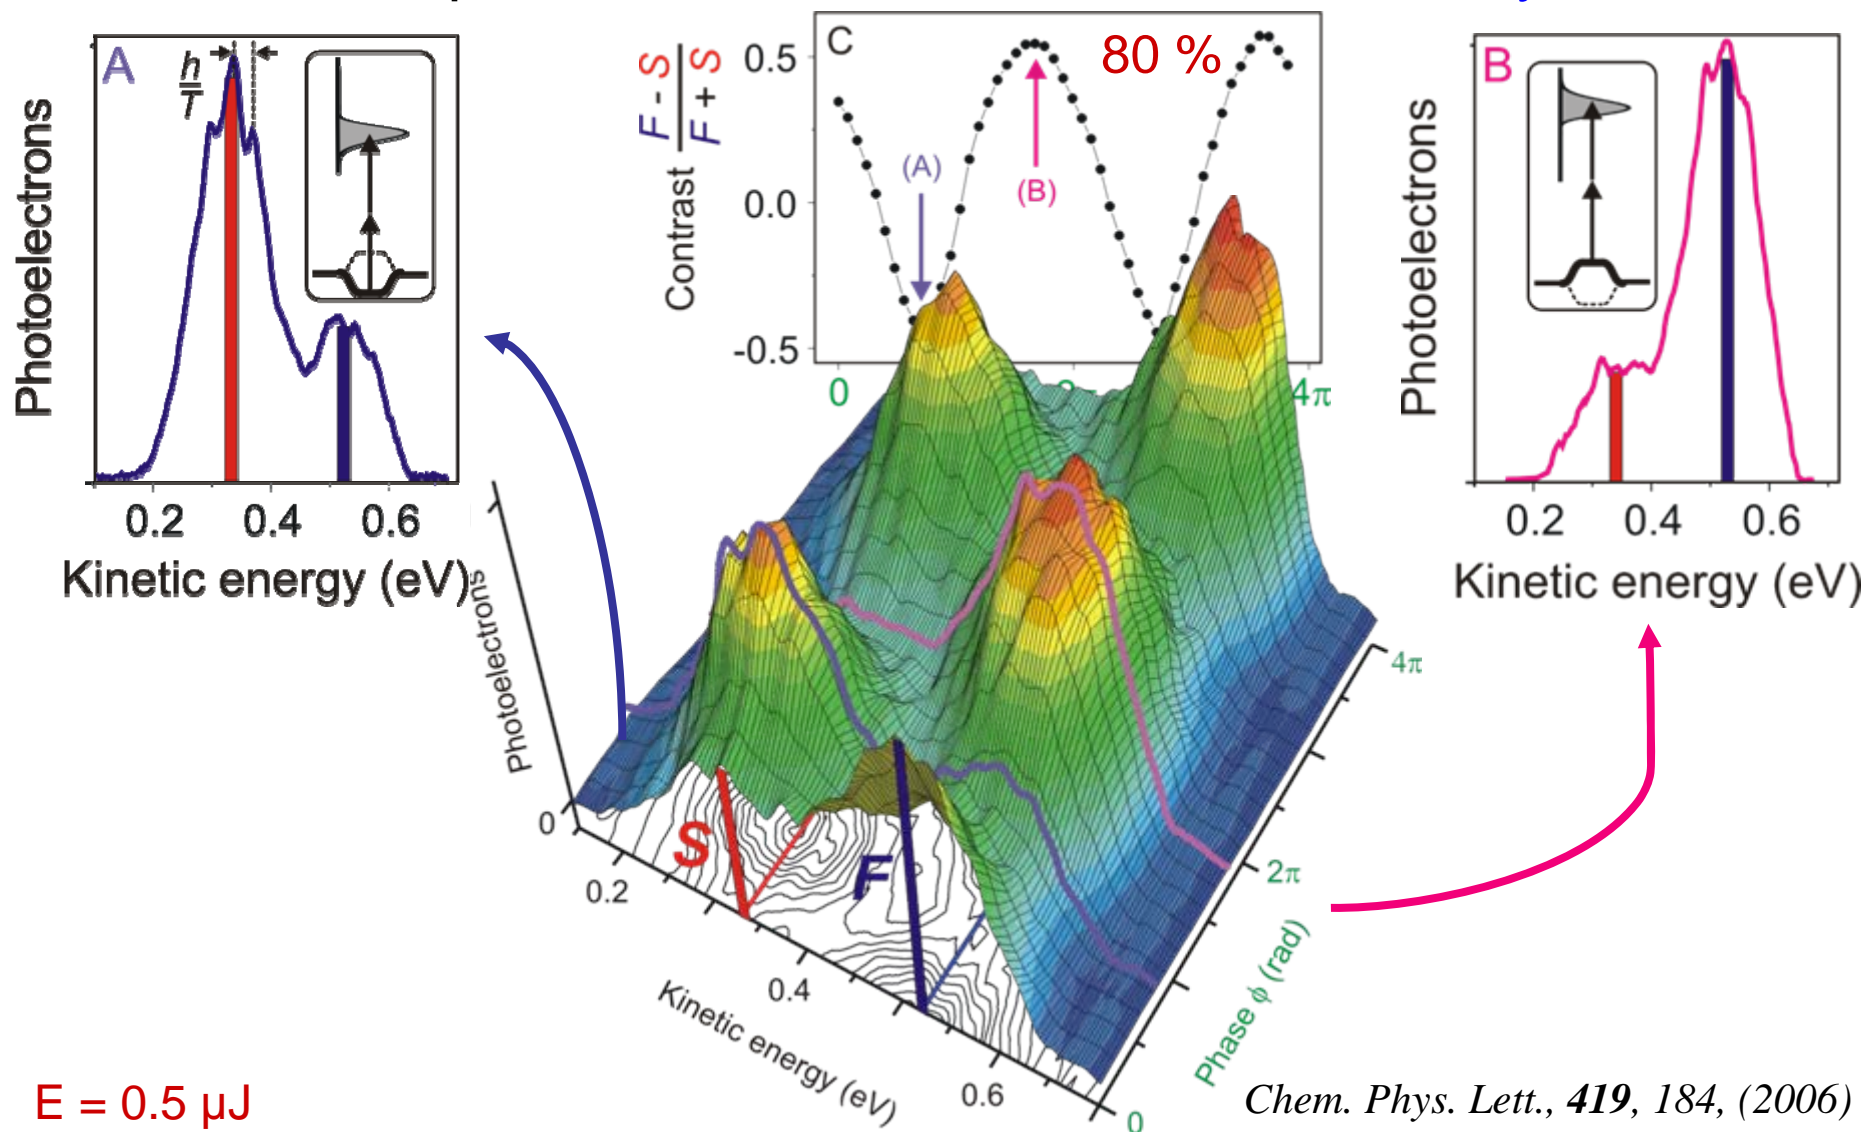 A
h
T
Photoelectrons
0.2 0.4 0.6
Kinetic energy (eV)
C
80 %
Contrast F - S
F + S
0.5
0.0
-0.5
(A)
(B)
0
4π
B
Photoelectrons
0.2 0.4 0.6
Kinetic energy (eV)
Photoelectrons
0
S
F
0.2
0.4
0.6
Kinetic energy (eV)
4π
2π
0
Phase ϕ (rad)
E = 0.5 µJ
Chem. Phys. Lett., 419, 184, (2006)